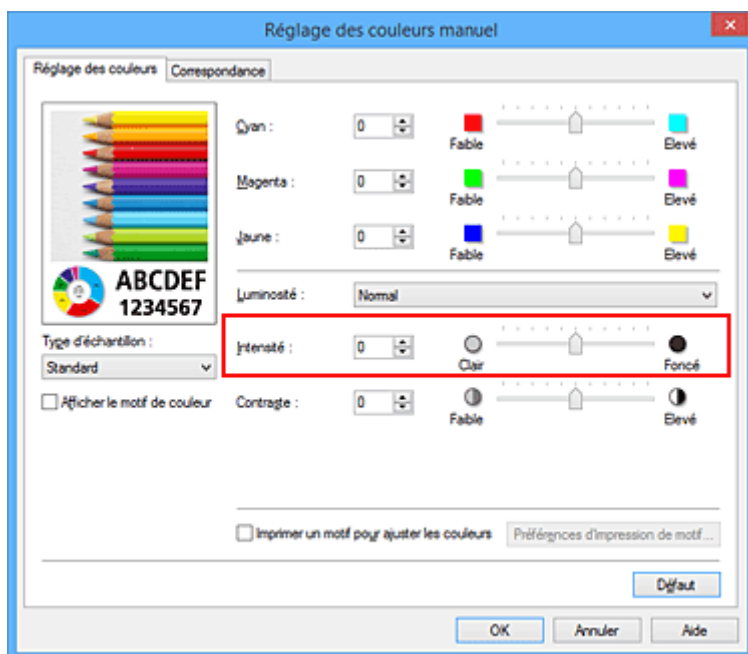 Réglage des couleurs manuel
Réglage des couleurs
Correspondance
Cyan :
0
Faible
Elevé
Magenta :
0
Faible
Elevé
Jaune :
0
Faible
Elevé
ABCDEF
1234567
Luminosité :
Normal
Type d'échantillon :
Standard
Intensité :
0
Clair
Foncé
Afficher le motif de couleur
Contraste :
0
Faible
Elevé
Imprimer un motif pour ajuster les couleurs
Préférences d'impression de motif...
Défaut
OK
Annuler
Aide